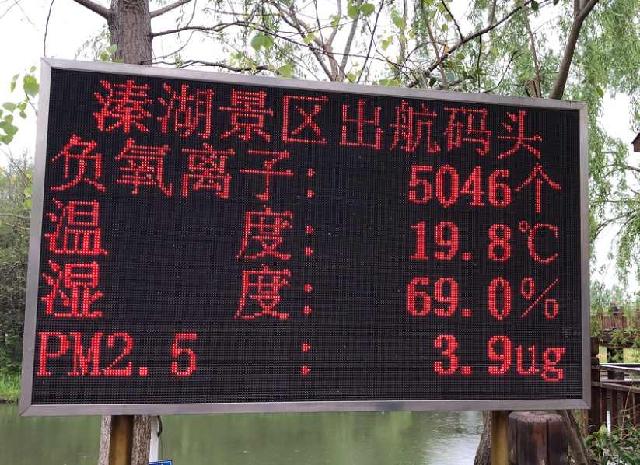 溱湖景区出航码头
负氧离子: 5046个
温度: 19.8℃
湿度: 69.0%
PM2.5: 3.9ug